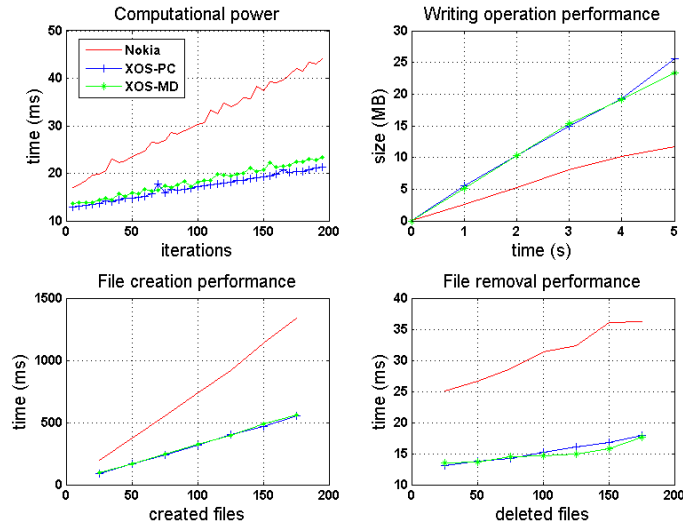 Computational power
50
40
30
20
10
0
50
100
150
200
time (ms)
iterations
Nokia
XOS-PC
XOS-MD
Writing operation performance
30
25
20
15
10
5
0
0
1
2
3
4
5
size (MB)
time (s)
File creation performance
1500
1000
500
0
0
50
100
150
200
time (ms)
created files
File removal performance
40
35
30
25
20
15
10
0
50
100
150
200
time (ms)
deleted files